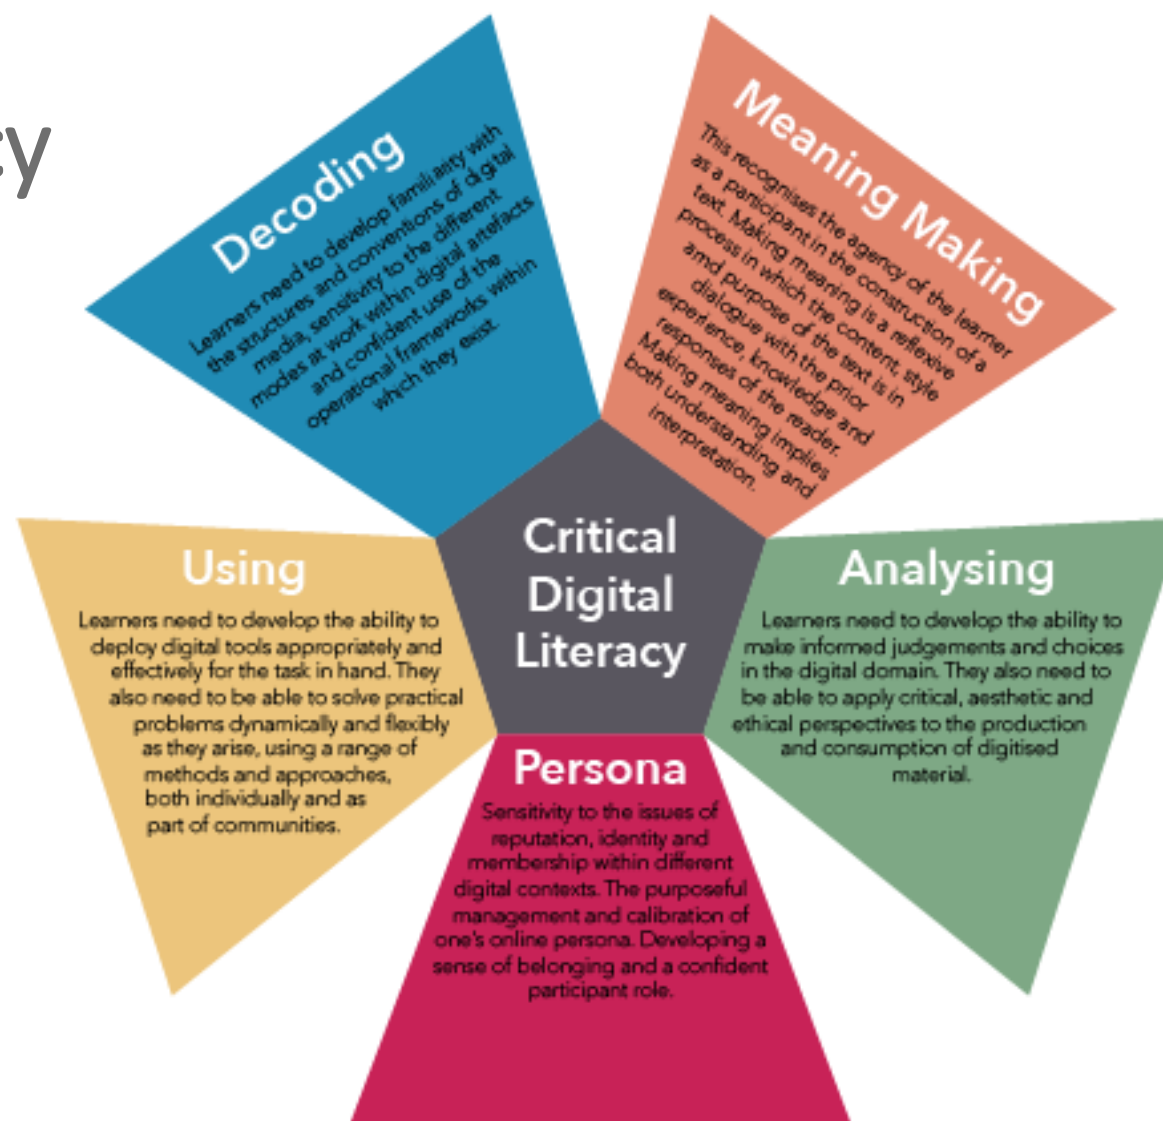 ty
Decoding
Learners need to develop familiarity with
the structures and conventions of digital
media, sensitivity to the different
modes at work within digital artefacts
and confident use of the
operational frameworks within
which they exist.
Meaning Making
This recognises the agency of the learner
as a participant in the construction of a
text. Making meaning is a reflexive
process in which the content, style
amd purpose of the text is in
dialogue with the prior
experience, knowledge and
responses of the reader.
Making meaning implies
both understanding and
interpretation.
Critical
Digital
Literacy
Using
Learners need to develop the ability to
deploy digital tools appropriately and
effectively for the task in hand. They
also need to be able to solve practical
problems dynamically and flexibly
as they arise, using a range of
methods and approaches,
both individually and as
part of communities.
Analysing
Learners need to develop the ability to
make informed judgements and choices
in the digital domain. They also need to
be able to apply critical, aesthetic and
ethical perspectives to the production
and consumption of digitised
material.
Persona
Sensitivity to the issues of
reputation, identity and
membership within different
digital contexts. The purposeful
management and calibration of
one's online persona. Developing a
sense of belonging and a confident
participant role.